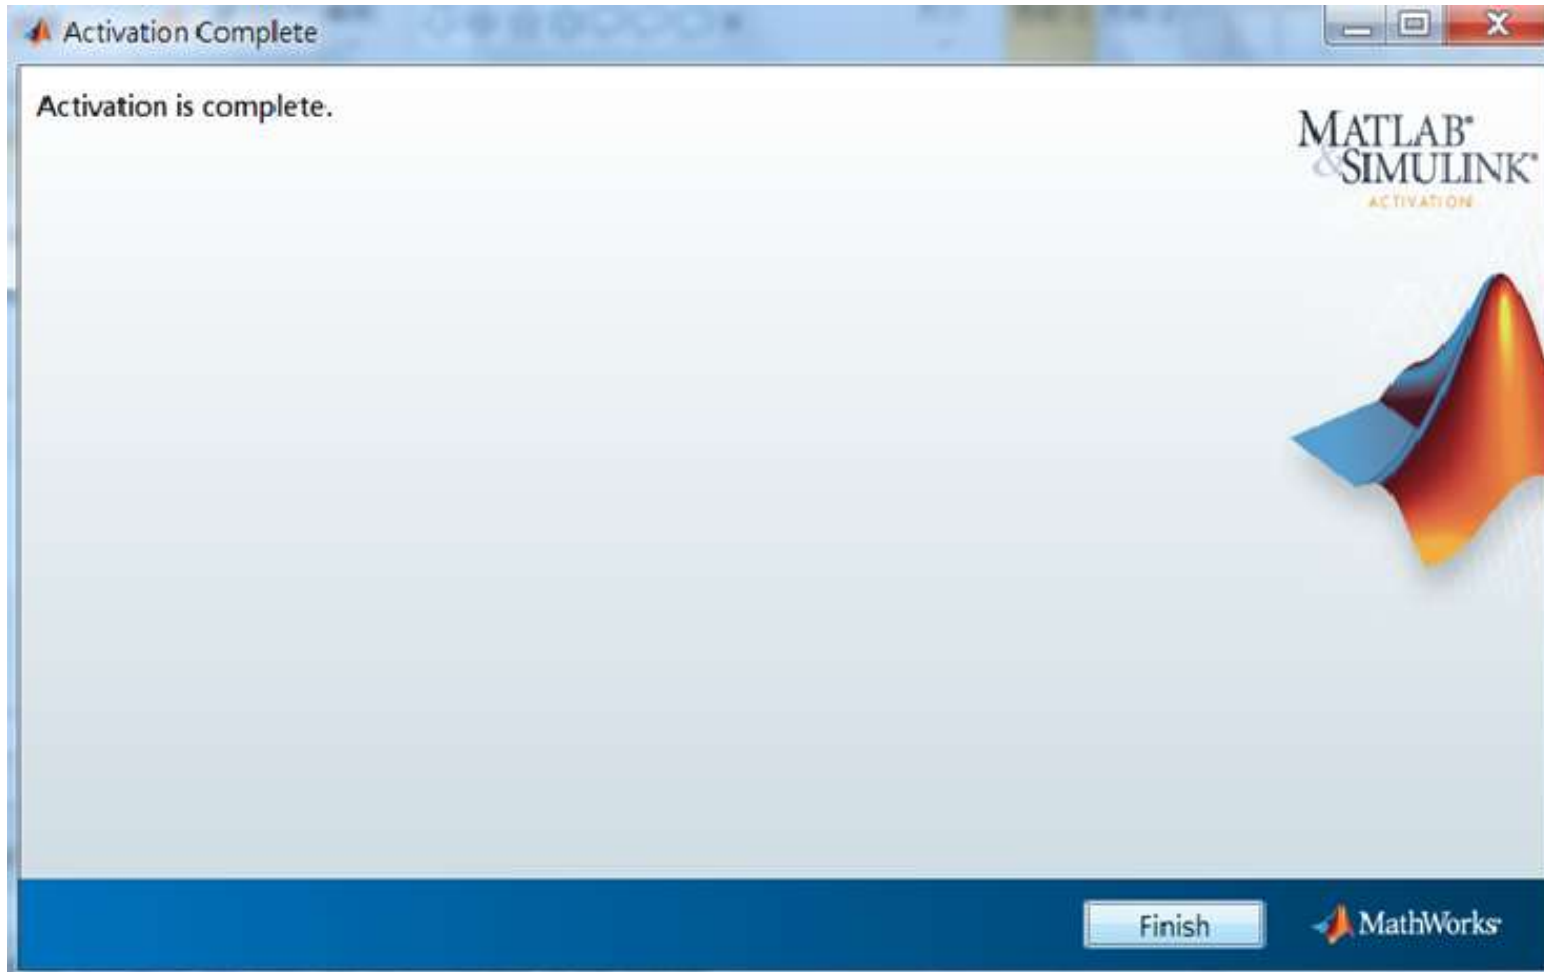 Activation Complete
Activation is complete.
MATLAB®
&SIMULINK®
ACTIVATION
Finish
MathWorks®